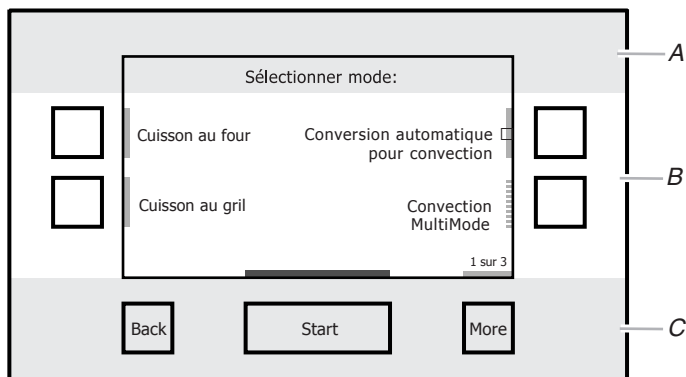 Sélectionner mode:
A
Cuisson au four
Conversion automatique
pour convection
B
Cuisson au gril
Convection
MultiMode
1 sur 3
Back
Start
More
C